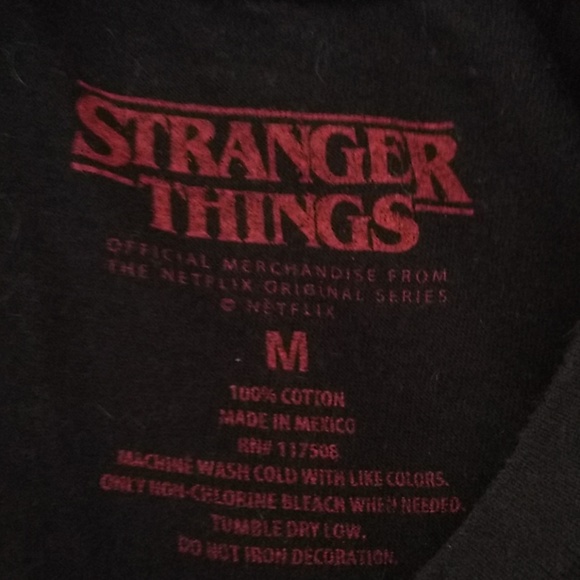 STRANGER
THINGS
OFFICIAL MERCHANDISE FROM
THE NETFLIX ORIGINAL SERIES
© NETFLIX
M
100% COTTON
MADE IN MEXICO
RN# 117508
MACHINE WASH COLD WITH LIKE COLORS.
ONLY NON-CHLORINE BLEACH WHEN NEEDED.
TUMBLE DRY LOW.
DO NOT IRON DECORATION.